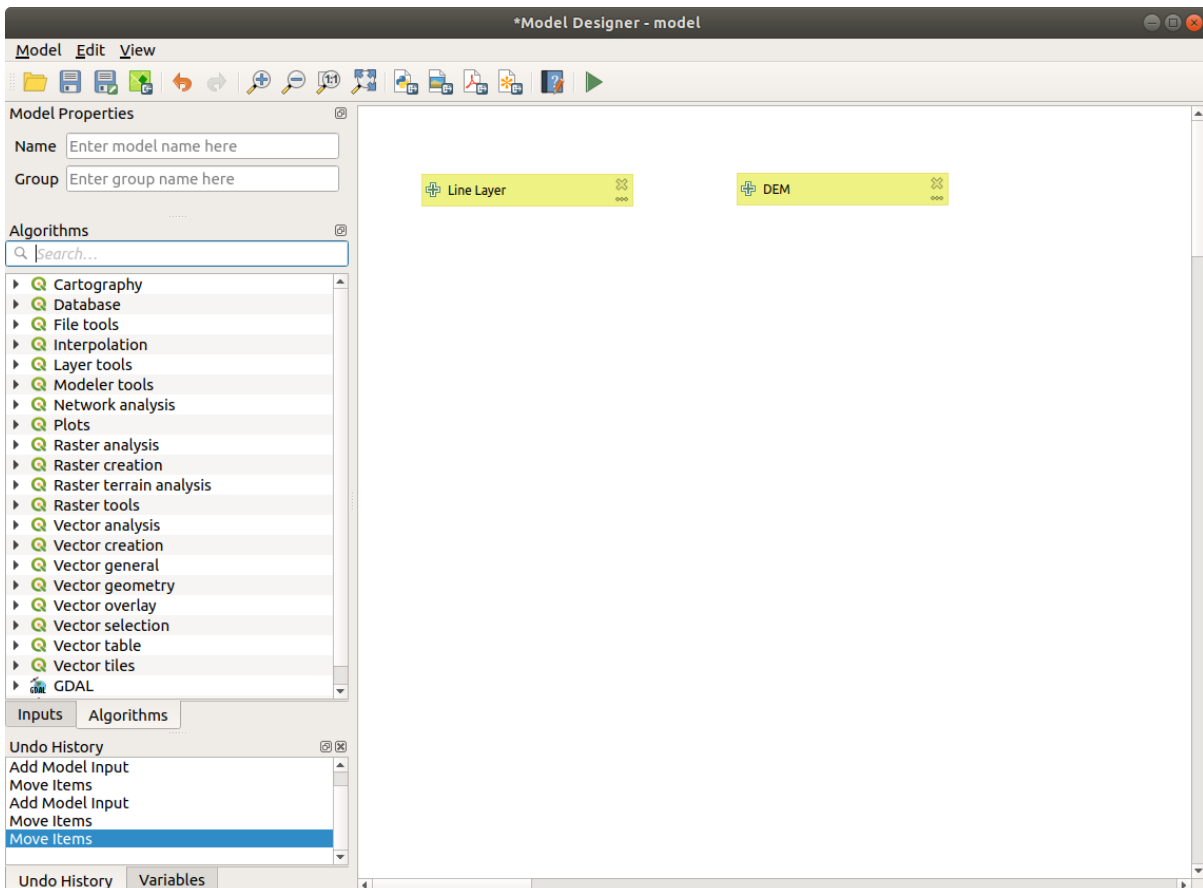 *Model Designer - model
Model Edit View
1:1
Model Properties
Name Enter model name here
Group Enter group name here
Algorithms
Search...
Cartography
Database
File tools
Interpolation
Layer tools
Modeler tools
Network analysis
Plots
Raster analysis
Raster creation
Raster terrain analysis
Raster tools
Vector analysis
Vector creation
Vector general
Vector geometry
Vector overlay
Vector selection
Vector table
Vector tiles
GDAL GDAL
Inputs Algorithms
Undo History
Add Model Input
Move Items
Add Model Input
Move Items
Move Items
Undo History Variables
Line Layer
DEM